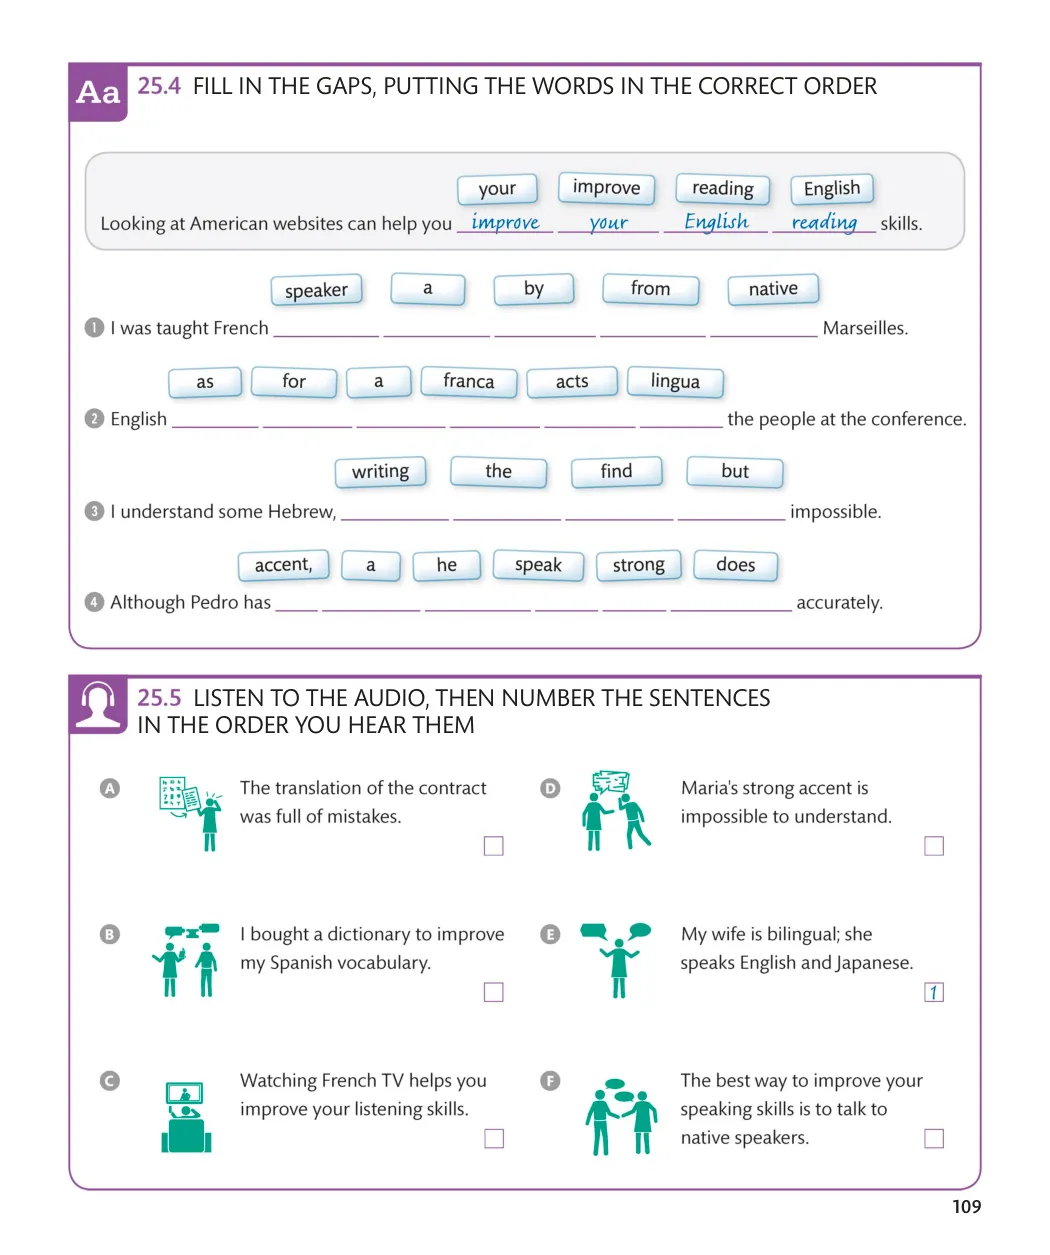 Aa 25.4 FILL IN THE GAPS, PUTTING THE WORDS IN THE CORRECT ORDER
your improve reading English
Looking at American websites can help you improve your English reading skills.
speaker a by from native
1 I was taught French Marseilles.
as for a franca acts lingua
2 English the people at the conference.
writing the find but
3 I understand some Hebrew, impossible.
accent, a he speak strong does
4 Although Pedro has accurately.
25.5 LISTEN TO THE AUDIO, THEN NUMBER THE SENTENCES
IN THE ORDER YOU HEAR THEM
A The translation of the contract
was full of mistakes.
D Maria's strong accent is
impossible to understand.
B I bought a dictionary to improve
my Spanish vocabulary.
E My wife is bilingual; she
speaks English and Japanese.
1
C Watching French TV helps you
improve your listening skills.
F The best way to improve your
speaking skills is to talk to
native speakers.
109